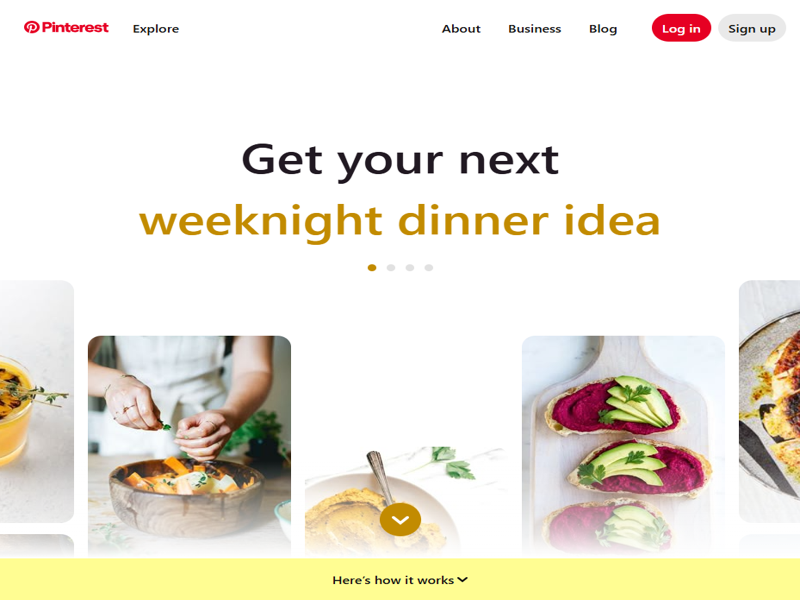 Pinterest
Explore
About
Business
Blog
Log in
Sign up
Get your next
weeknight dinner idea
Here's how it works